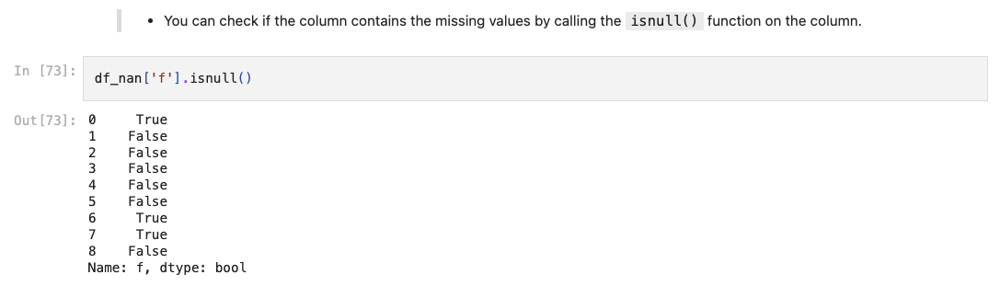 • You can check if the column contains the missing values by calling the isnull() function on the column.
In [73]: df_nan['f'].isnull()
Out[73]: 0 True
1 False
2 False
3 False
4 False
5 False
6 True
7 True
8 False
Name: f, dtype: bool